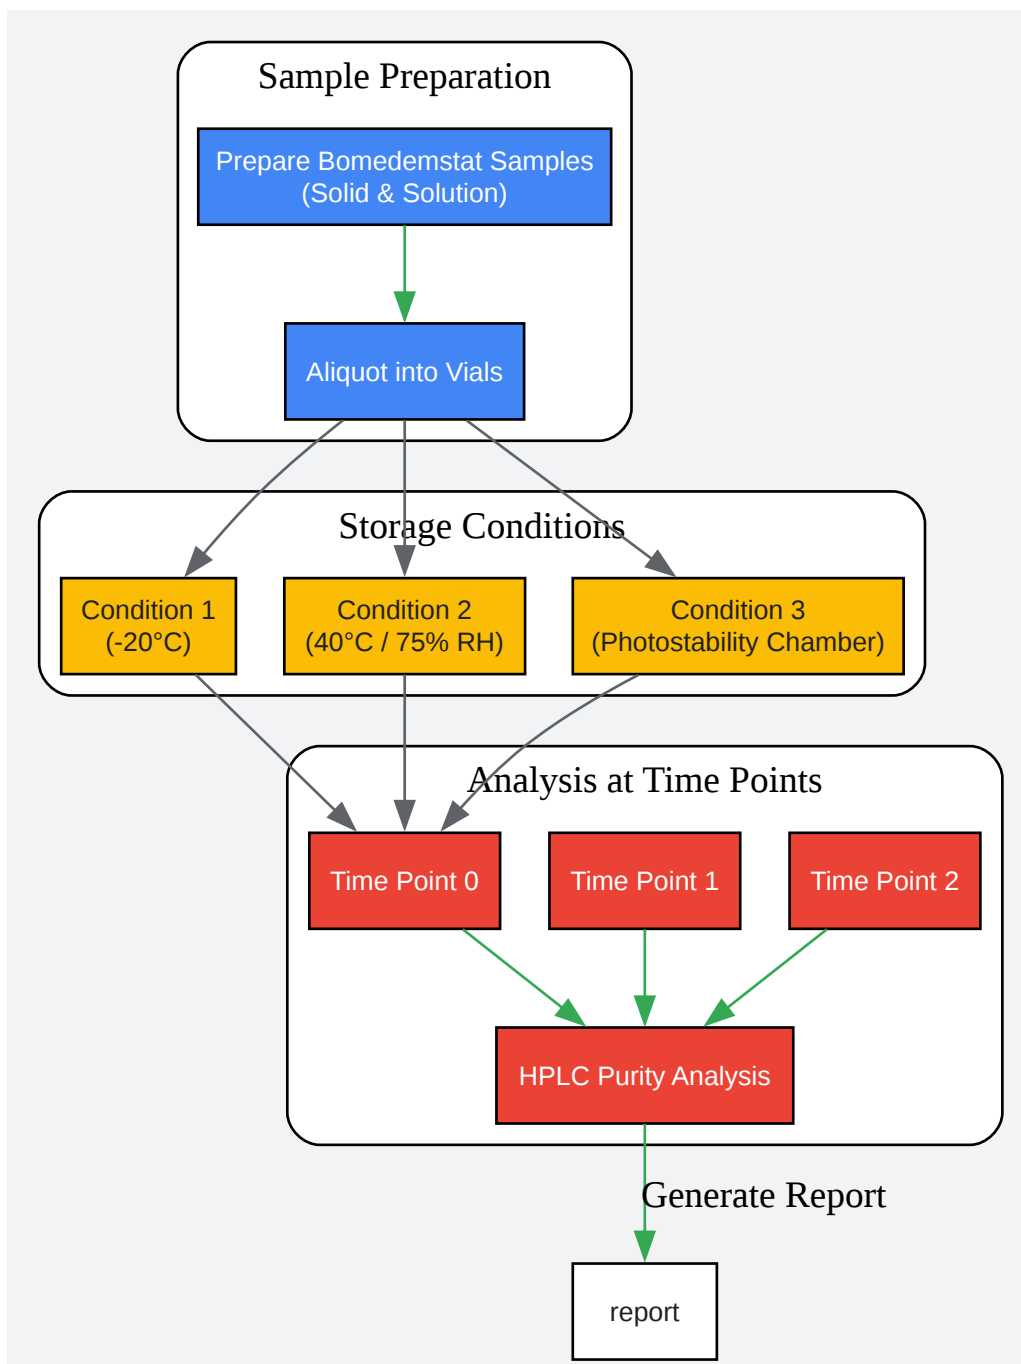 Sample Preparation
Prepare Bomedemstat Samples
(Solid & Solution)
Aliquot into Vials
Storage Conditions
Condition 1
(-20°C)
Condition 2
(40°C / 75% RH)
Condition 3
(Photostability Chamber)
Analysis at Time Points
Time Point 0
Time Point 1
Time Point 2
HPLC Purity Analysis
Generate Report
report